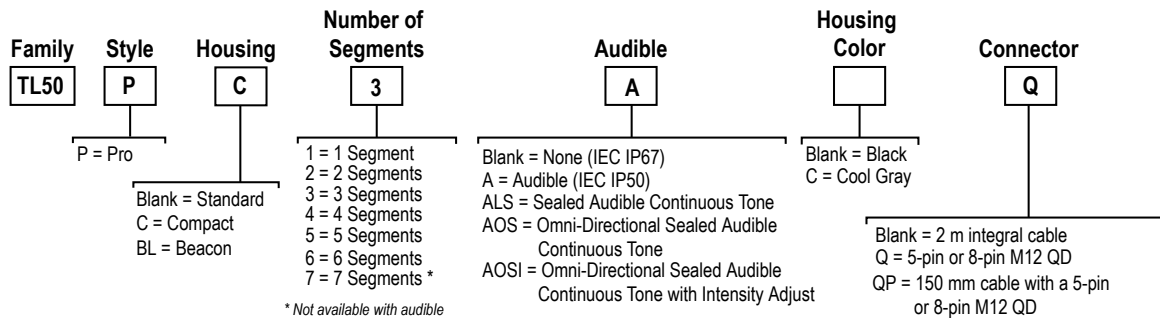 Family
TL50
Style
P
P = Pro
Housing
C
Blank = Standard
C = Compact
BL = Beacon
Number of
Segments
3
1 = 1 Segment
2 = 2 Segments
3 = 3 Segments
4 = 4 Segments
5 = 5 Segments
6 = 6 Segments
7 = 7 Segments *
* Not available with audible
Audible
A
Blank = None (IEC IP67)
A = Audible (IEC IP50)
ALS = Sealed Audible Continuous Tone
AOS = Omni-Directional Sealed Audible
Continuous Tone
AOSI = Omni-Directional Sealed Audible
Continuous Tone with Intensity Adjust
Housing
Color
Blank = Black
C = Cool Gray
Connector
Q
Blank = 2 m integral cable
Q = 5-pin or 8-pin M12 QD
QP = 150 mm cable with a 5-pin
or 8-pin M12 QD